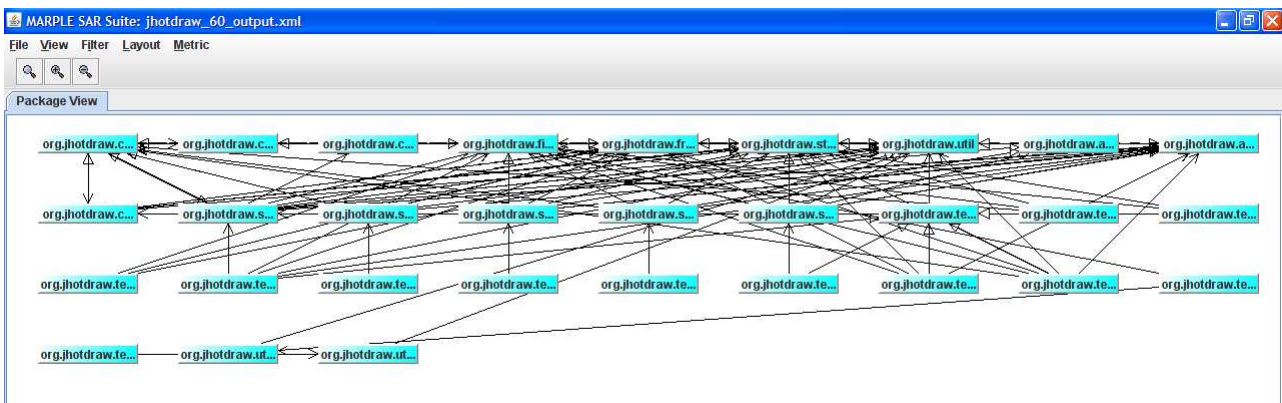 MARPLE SAR Suite: jhotdraw_60_output.xml
File View Filter Layout Metric
Package View
org.jhotdraw.c... org.jhotdraw.c... org.jhotdraw.c... org.jhotdraw.fi... org.jhotdraw.fr... org.jhotdraw.st... org.jhotdraw.util org.jhotdraw.a... org.jhotdraw.a...
org.jhotdraw.c... org.jhotdraw.s... org.jhotdraw.s... org.jhotdraw.s... org.jhotdraw.s... org.jhotdraw.s... org.jhotdraw.te... org.jhotdraw.te... org.jhotdraw.te...
org.jhotdraw.te... org.jhotdraw.te... org.jhotdraw.te... org.jhotdraw.te... org.jhotdraw.te... org.jhotdraw.te... org.jhotdraw.te... org.jhotdraw.te... org.jhotdraw.te...
org.jhotdraw.te... org.jhotdraw.ut... org.jhotdraw.ut...